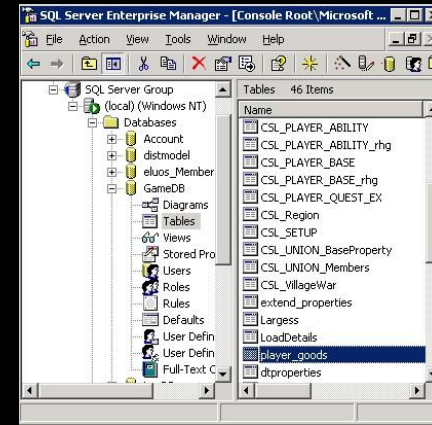 SQL Server Enterprise Manager - [Console Root\Microsoft ...
File Action View Tools Window Help
Tables 46 Items
SQL Server Group
(local) (Windows NT)
Databases
Account
distmodel
eluos_Member
GameDB
Diagrams
Tables
Views
Stored Pro
Users
Roles
Rules
Defaults
User Defin
User Defin
Full-Text C
Name
CSL_PLAYER_ABILITY
CSL_PLAYER_ABILITY_rhg
CSL_PLAYER_BASE
CSL_PLAYER_BASE_rhg
CSL_PLAYER_QUEST_EX
CSL_Region
CSL_SETUP
CSL_UNION_BaseProperty
CSL_UNION_Members
CSL_VillageWar
extend_properties
Largess
LoadDetails
player_goods
dtproperties